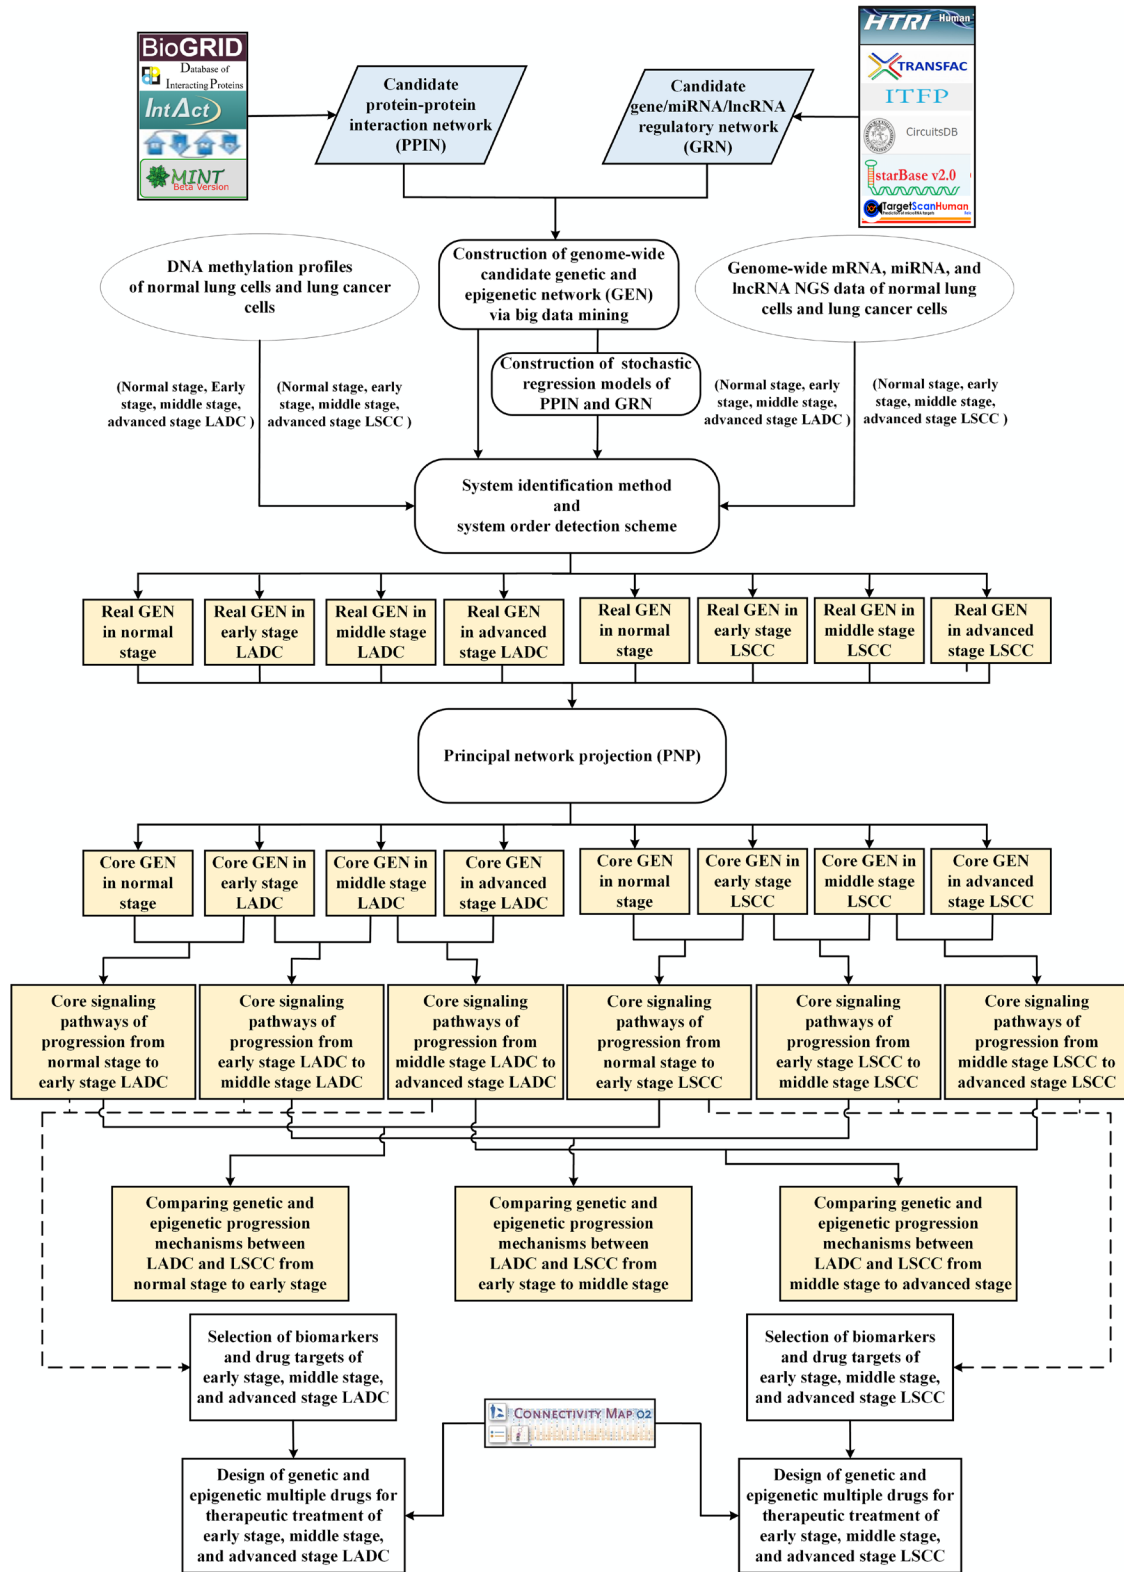 BioGRID
Database of
Interacting Proteins
IntAct
MINT
Beta Version
Candidate
protein-protein
interaction network
(PPIN)
Candidate
gene/miRNA/lncRNA
regulatory network
(GRN)
HTRI Human
TRANSFAC
ITFP
CircuitsDB
starBase v2.0
TargetScanHuman
Prediction of microRNA targets
DNA methylation profiles
of normal lung cells and lung cancer
cells
Construction of genome-wide
candidate genetic and
epigenetic network (GEN)
via big data mining
Genome-wide mRNA, miRNA, and
lncRNA NGS data of normal lung
cells and lung cancer cells
Construction of stochastic
regression models of
PPIN and GRN
(Normal stage, Early
stage, middle stage,
advanced stage LADC )
(Normal stage, early
stage, middle stage,
advanced stage LSCC )
(Normal stage, early
stage, middle stage,
advanced stage LADC )
(Normal stage, early
stage, middle stage,
advanced stage LSCC )
System identification method
and
system order detection scheme
Real GEN
in normal
stage
Real GEN in
early stage
LADC
Real GEN in
middle stage
LADC
Real GEN
in advanced
stage LADC
Real GEN
in normal
stage
Real GEN in
early stage
LSCC
Real GEN in
middle stage
LSCC
Real GEN
in advanced
stage LSCC
Principal network projection (PNP)
Core GEN
in normal
stage
Core GEN in
early stage
LADC
Core GEN in
middle stage
LADC
Core GEN
in advanced
stage LADC
Core GEN
in normal
stage
Core GEN in
early stage
LSCC
Core GEN in
middle stage
LSCC
Core GEN
in advanced
stage LSCC
Core signaling
pathways of
progression from
normal stage to
early stage LADC
Core signaling
pathways of
progression from
early stage LADC to
middle stage LADC
Core signaling
pathways of
progression from
middle stage LADC to
advanced stage LADC
Core signaling
pathways of
progression from
normal stage to
early stage LSCC
Core signaling
pathways of
progression from
early stage LSCC to
middle stage LSCC
Core signaling
pathways of
progression from
middle stage LSCC to
advanced stage LSCC
Comparing genetic and
epigenetic progression
mechanisms between
LADC and LSCC from
normal stage to early stage
Comparing genetic and
epigenetic progression
mechanisms between
LADC and LSCC from
early stage to middle stage
Comparing genetic and
epigenetic progression
mechanisms between
LADC and LSCC from
middle stage to advanced stage
Selection of biomarkers
and drug targets of
early stage, middle stage,
and advanced stage LADC
Selection of biomarkers
and drug targets of
early stage, middle stage,
and advanced stage LSCC
CONNECTIVITY MAP 02
Design of genetic and
epigenetic multiple drugs for
therapeutic treatment of
early stage, middle stage,
and advanced stage LADC
Design of genetic and
epigenetic multiple drugs for
therapeutic treatment of
early stage, middle stage,
and advanced stage LSCC